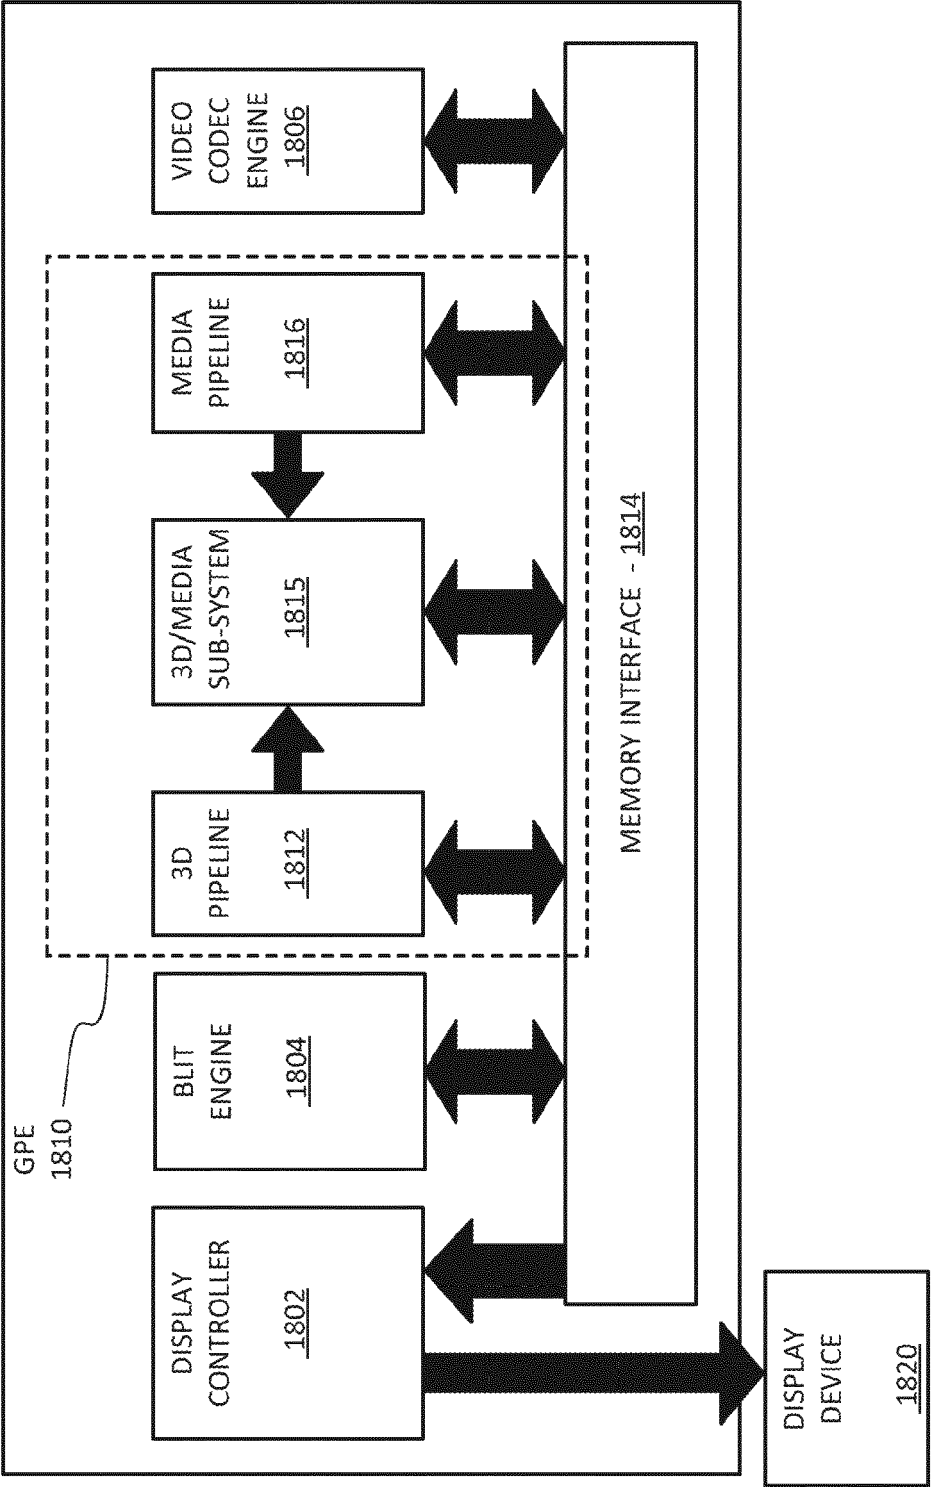 GPE
1810
DISPLAY
CONTROLLER
1802
BLIT
ENGINE
1804
3D
PIPELINE
1812
3D/MEDIA
SUB-SYSTEM
1815
MEDIA
PIPELINE
1816
VIDEO
CODEC
ENGINE
1806
MEMORY INTERFACE - 1814
DISPLAY
DEVICE
1820